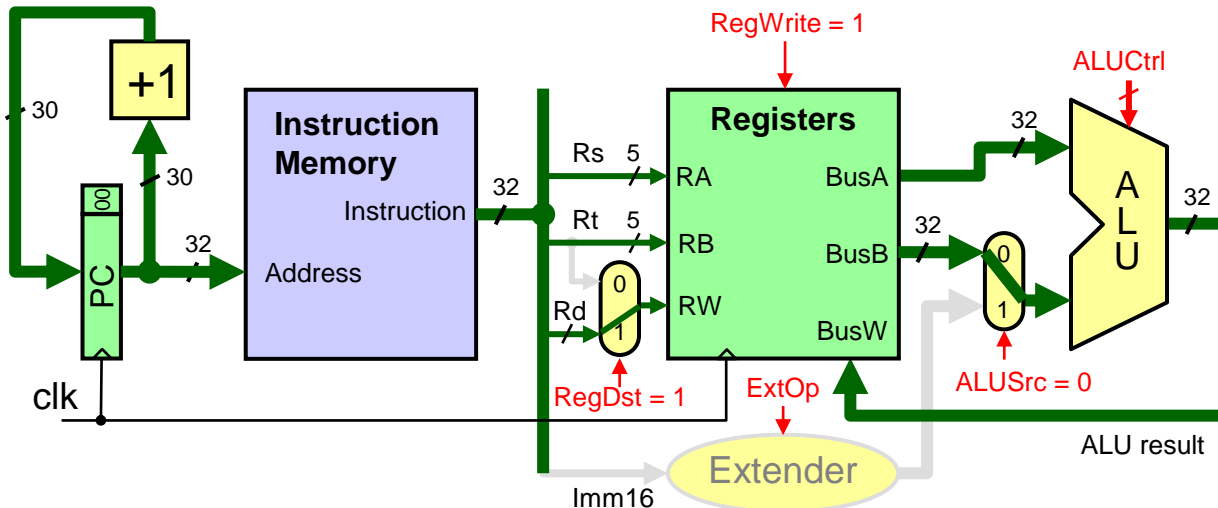 RegWrite = 1
ALUCtrl
+1
30
30
Instruction
Memory
Registers
32
Rs
5
RA
BusA
A
L
U
00
PC
Instruction
32
32
Rt
5
RB
BusB
32
0
1
32
Address
0
1
Rd
RW
BusW
clk
RegDst = 1
ExtOp
ALUSrc = 0
ALU result
Extender
Imm16